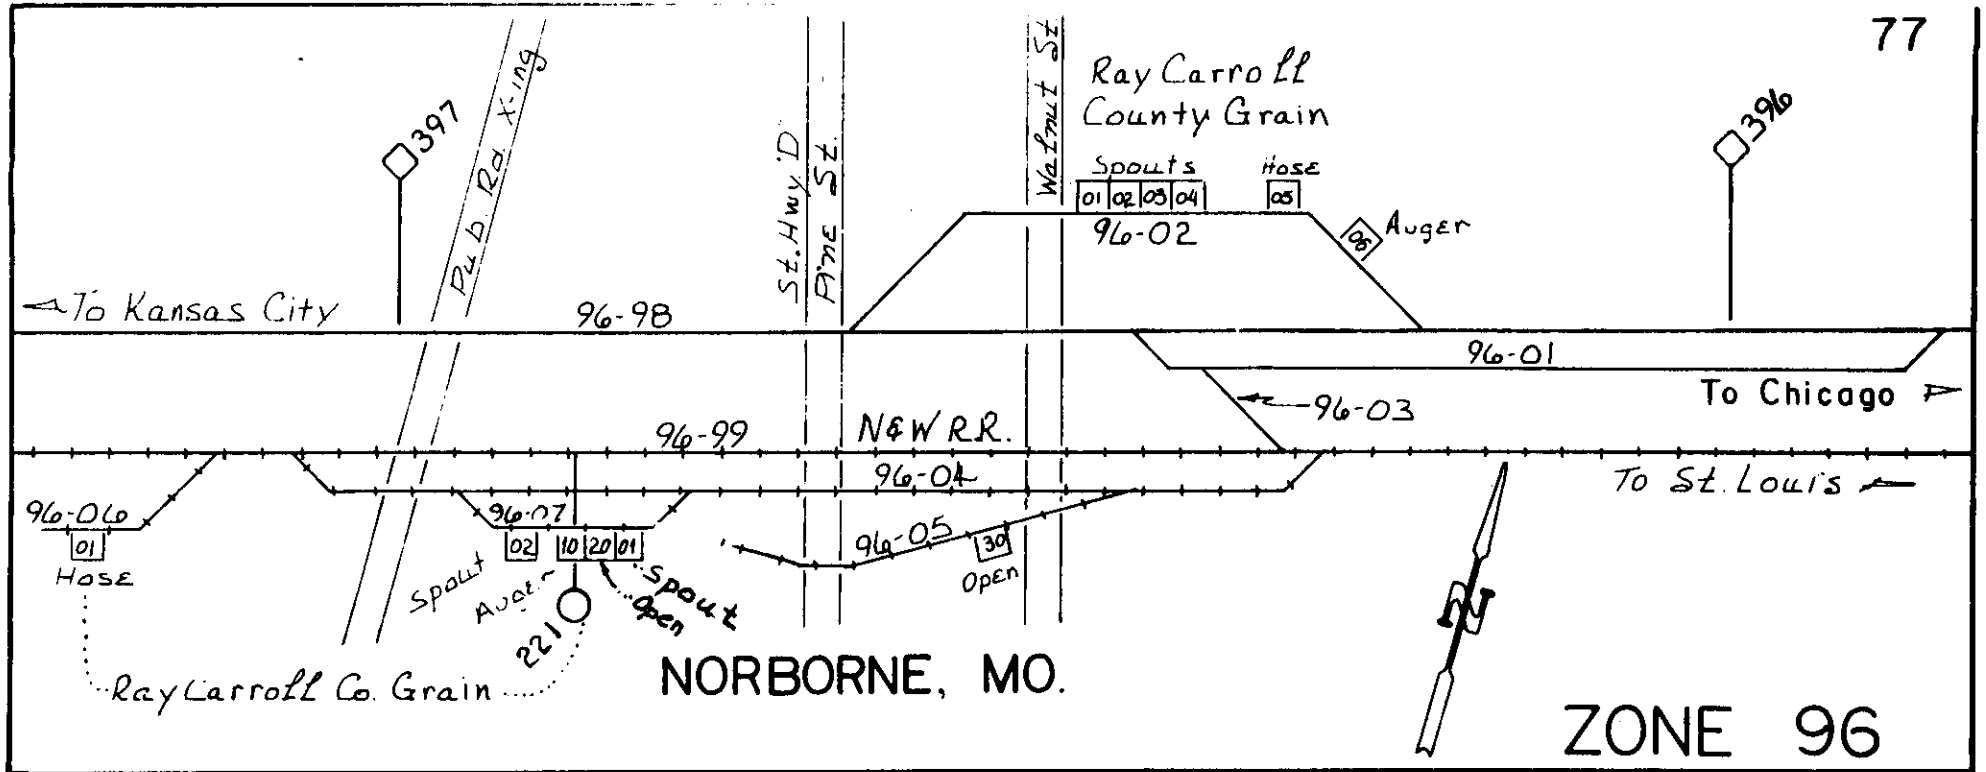 77
397
Pub. Rd. X-ing
St. Hwy 'D'
Pine St.
Walnut St
Ray Carroll
County Grain
Spouts
Hose
01 02 03 04
05
96-02
06
Auger
396
To Kansas City
96-98
96-01
To Chicago
96-03
96-99
N&W R.R.
96-04
To St. Louis
96-06
01
Hose
96-07
02
10 20 01
Spout
Auger
Spout
Open
221
96-05
30
Open
Ray Carroll Co. Grain
NORBORNE, MO.
N
ZONE 96